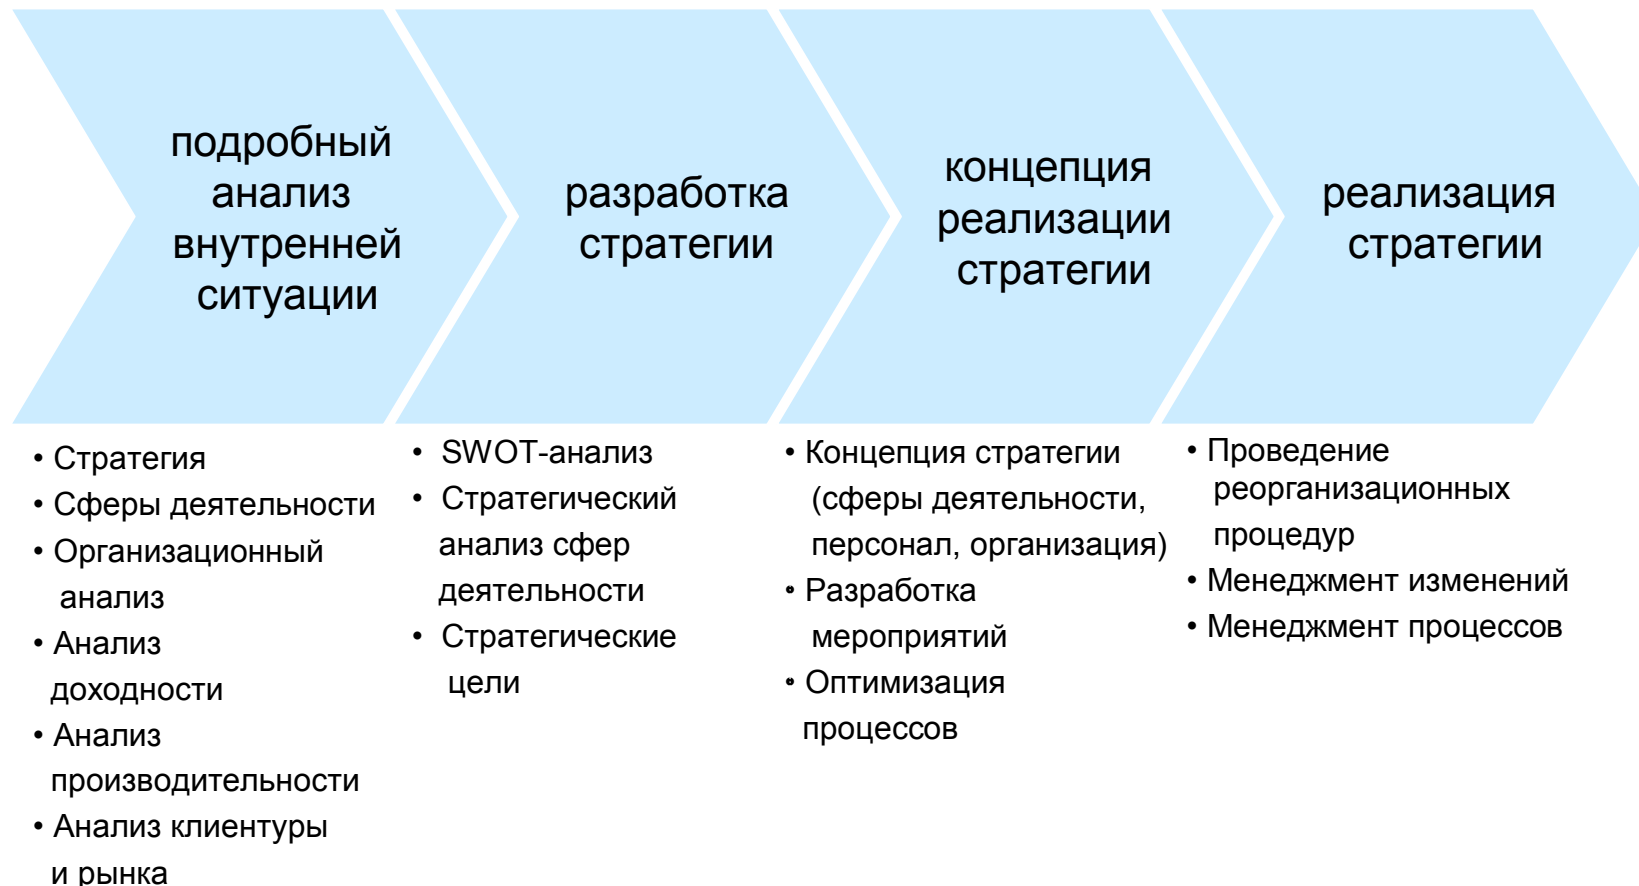 подробный
анализ
внутренней
ситуации
разработка
стратегии
концепция
реализации
стратегии
реализация
стратегии
• Стратегия
• Сферы деятельности
• Организационный
анализ
• Анализ
доходности
• Анализ
производительности
• Анализ клиентуры
и рынка
• SWOT-анализ
• Стратегический
анализ сфер
деятельности
• Стратегические
цели
• Концепция стратегии
(сферы деятельности,
персонал, организация)
• Разработка
мероприятий
• Оптимизация
процессов
• Проведение
реорганизационных
процедур
• Менеджмент изменений
• Менеджмент процессов